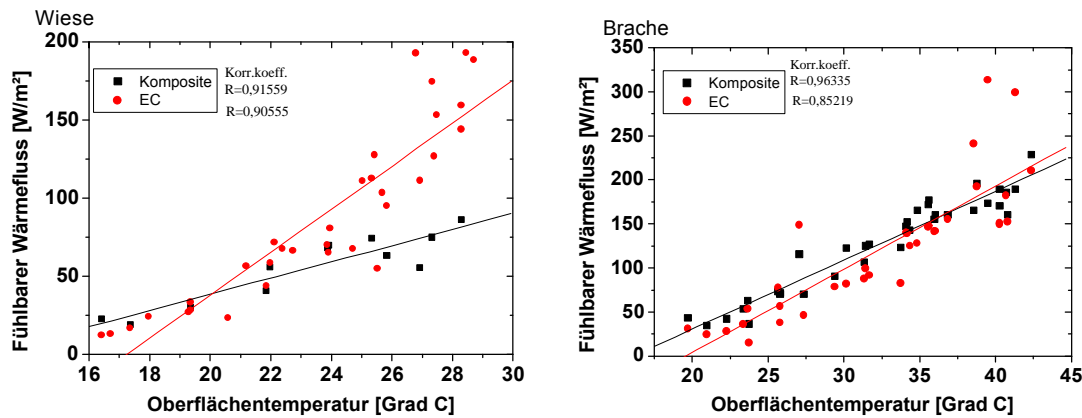 Wiese
Fühlbarer Wärmefluss [W/m²]
200
150
100
50
0
Komposite
EC
Korr.koeff.
R=0,91559
R=0,90555
16 18 20 22 24 26 28 30
Oberflächentemperatur [Grad C]
Brache
Fühlbarer Wärmefluss [W/m²]
350
300
250
200
150
100
50
0
Komposite
EC
Korr.koeff.
R=0,96335
R=0,85219
20 25 30 35 40 45
Oberflächentemperatur [Grad C]